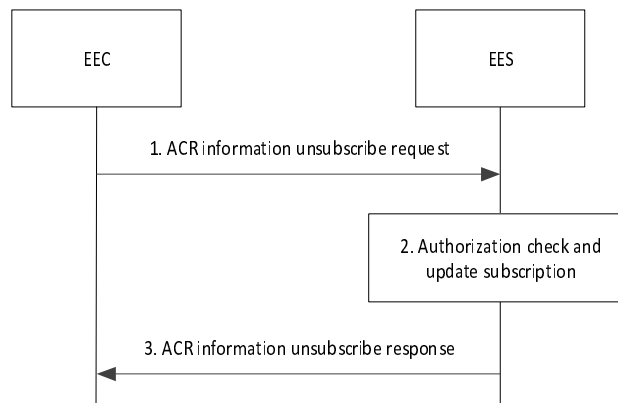 EEC
EES
1. ACR information unsubscribe request
2. Authorization check and
update subscription
3. ACR information unsubscribe response